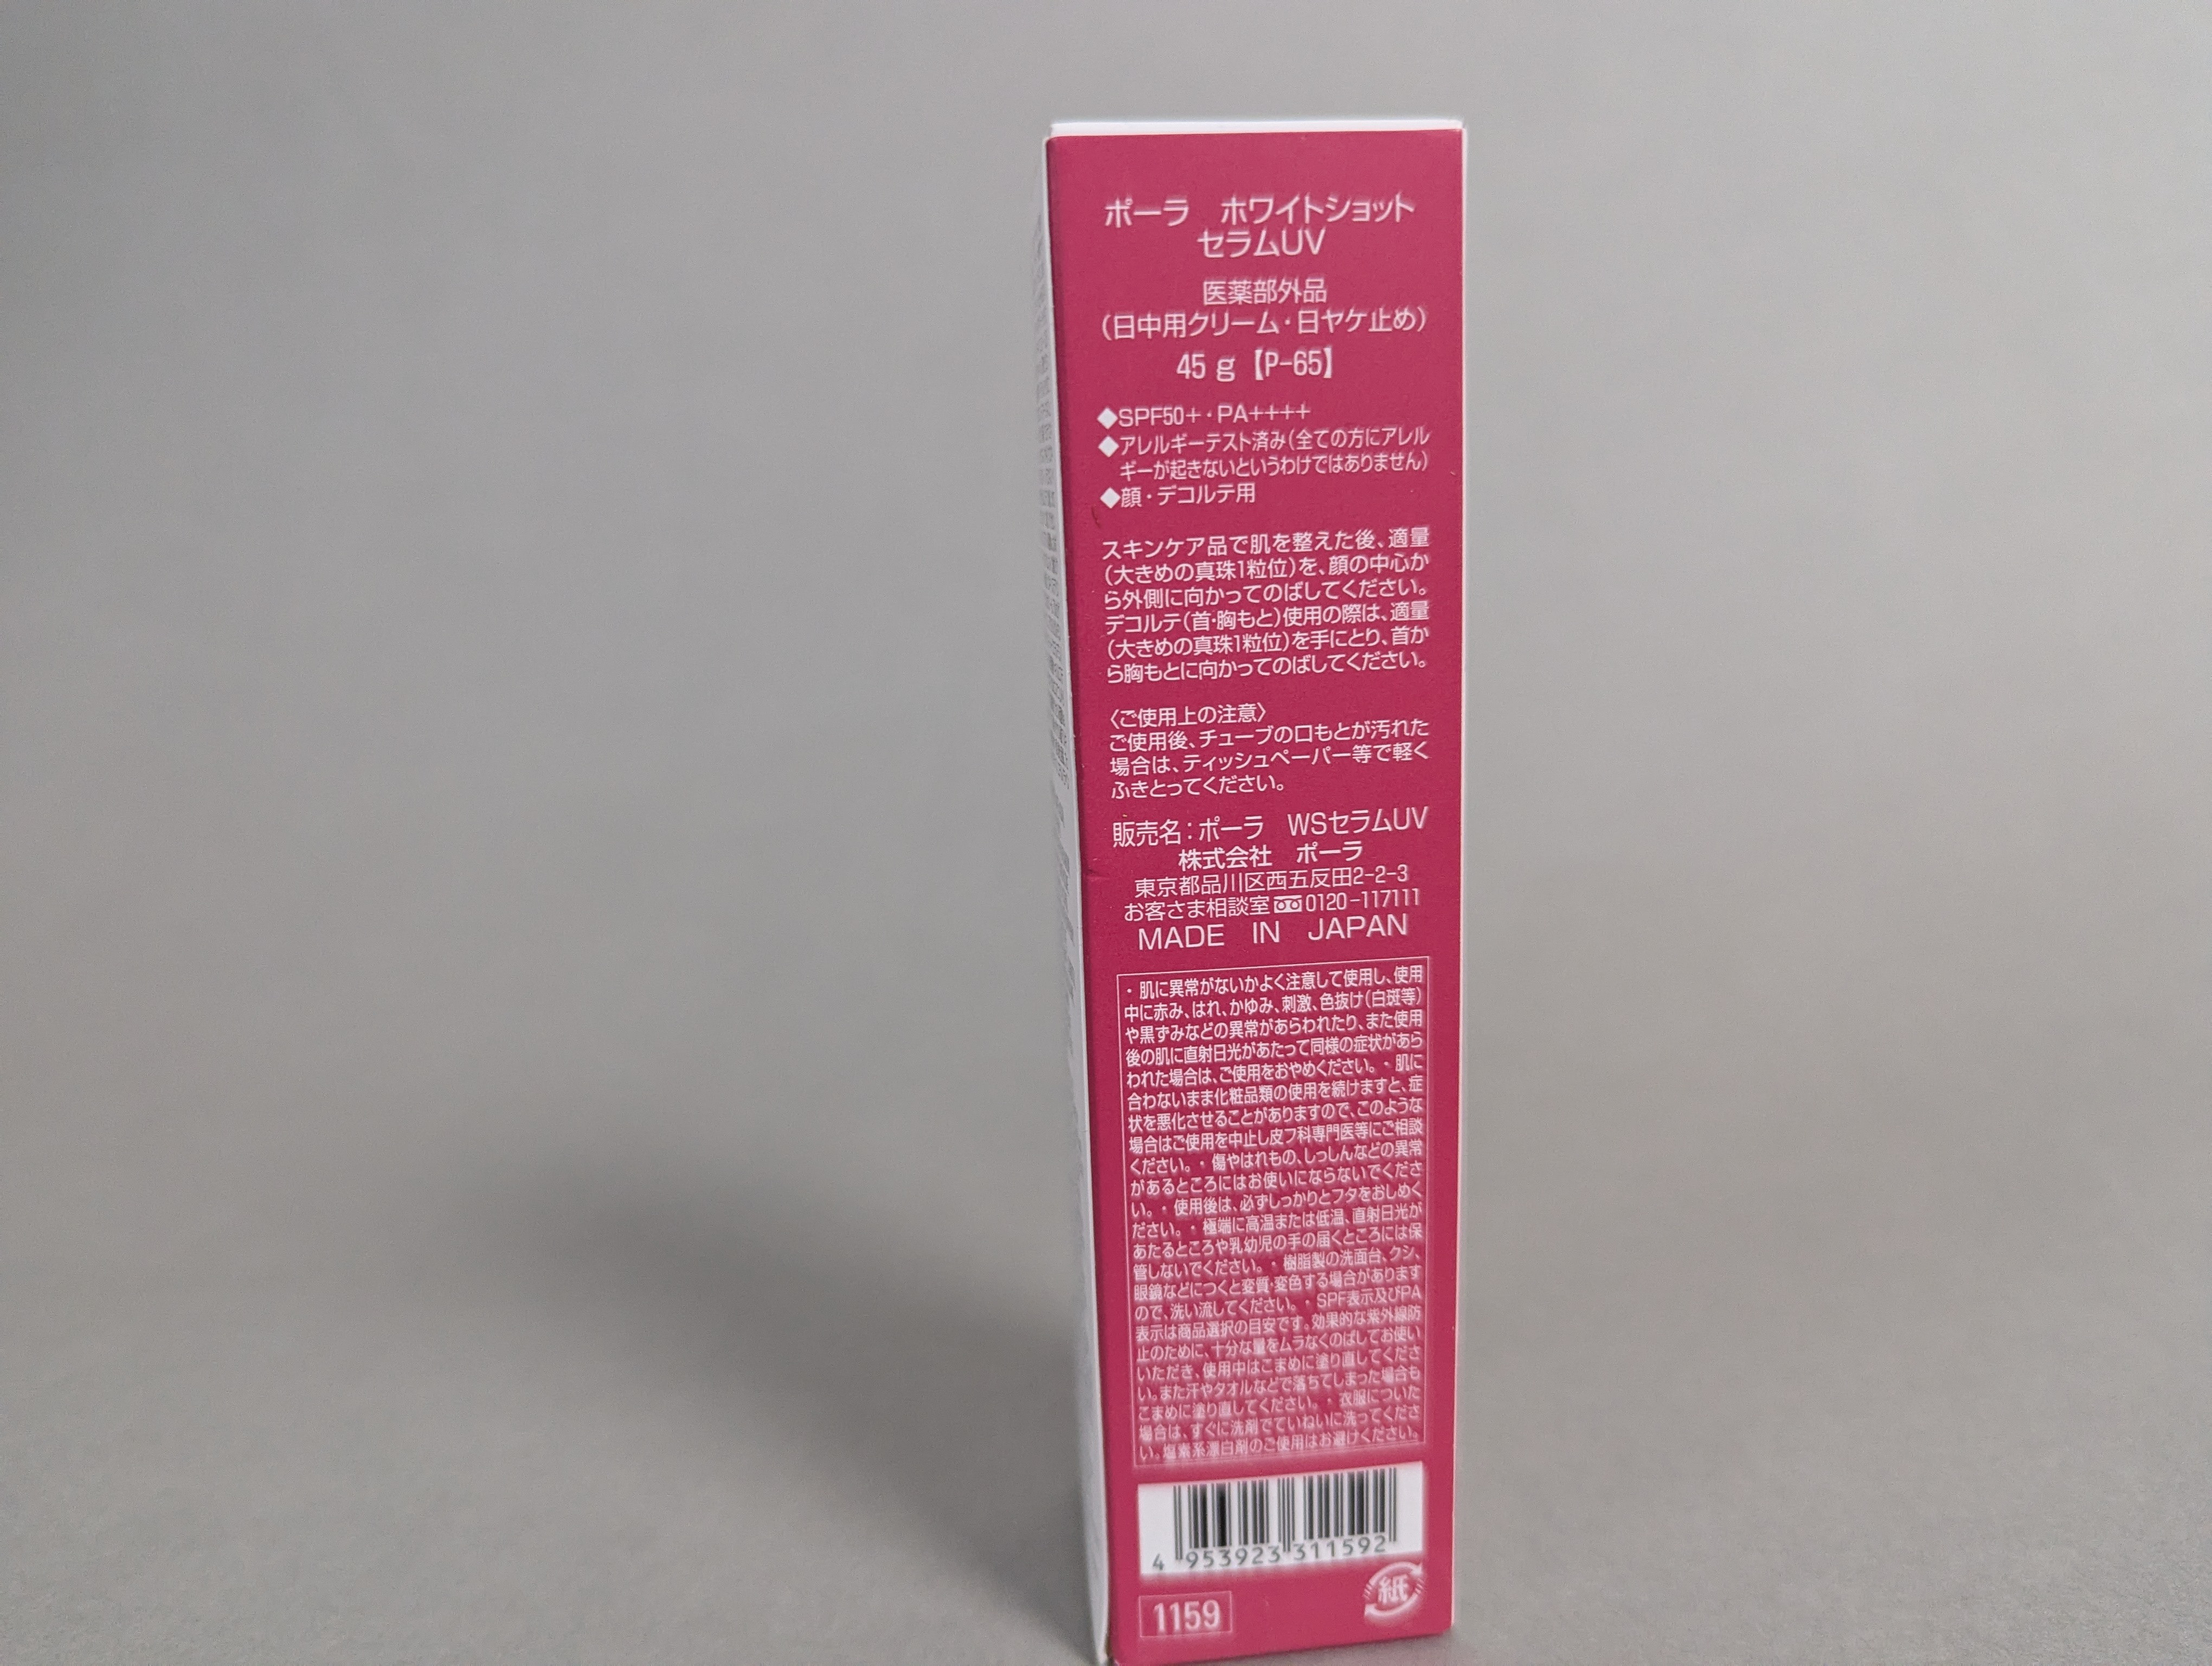 ポーラ　ホワイトショット
セラムUV
医薬部外品
（日中用クリーム・日ヤケ止め）
45 g【P-65】
◆SPF50+・PA++++
◆アレルギーテスト済み（全ての方にアレル
ギーが起きないというわけではありません）
◆顔・デコルテ用
スキンケア品で肌を整えた後、適量
（大きめの真珠1粒位）を、顔の中心か
ら外側に向かってのばしてください。
デコルテ（首・胸もと）使用の際は、適量
（大きめの真珠1粒位）を手にとり、首か
ら胸もとに向かってのばしてください。
〈ご使用上の注意〉
ご使用後、チューブの口もとが汚れた
場合は、ティッシュペーパー等で軽く
ふきとってください。
販売名：ポーラ　WSセラムUV
株式会社　ポーラ
東京都品川区西五反田2-2-3
お客さま相談室 0120-117111
MADE IN JAPAN
・肌に異常がないかよく注意して使用し、使用
中に赤み、はれ、かゆみ、刺激、色抜け（白斑等）
や黒ずみなどの異常があらわれたり、また使用
後の肌に直射日光があたって同様の症状があら
われた場合は、ご使用をおやめください。・肌に
合わないまま化粧品類の使用を続けますと、症
状を悪化させることがありますので、このような
場合はご使用を中止し皮フ科専門医等にご相談
ください。・傷やはれもの、しっしんなどの異常
があるところにはお使いにならないでくださ
い。・使用後は、必ずしっかりとフタをおしめく
ださい。・極端に高温または低温、直射日光が
あたるところや乳幼児の手の届くところには保
管しないでください。・樹脂製の洗面台、クシ、
眼鏡などにつくと変質・変色する場合があります
ので、洗い流してください。・SPF表示及びPA
表示は商品選択の目安です。効果的な紫外線防
止のために、十分な量をムラなくのばしてお使い
いただき、使用中はこまめに塗り直してくださ
い。また汗やタオルなどで落ちてしまった場合も
こまめに塗り直してください。・衣服についた
場合は、すぐに洗剤でていねいに洗ってくださ
い。塩素系漂白剤のご使用はお避けください。
4 953923 311592
紙
1159